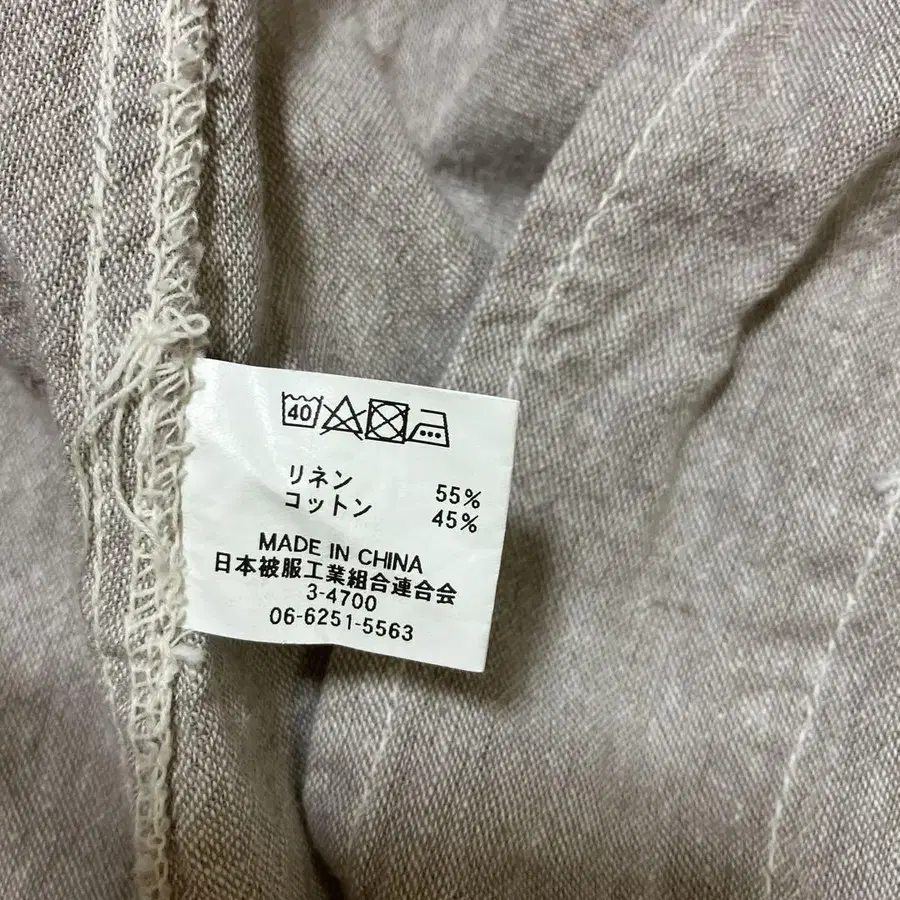 40
リネン 55%
コットン 45%
MADE IN CHINA
日本被服工業組合連合会
3-4700
06-6251-5563